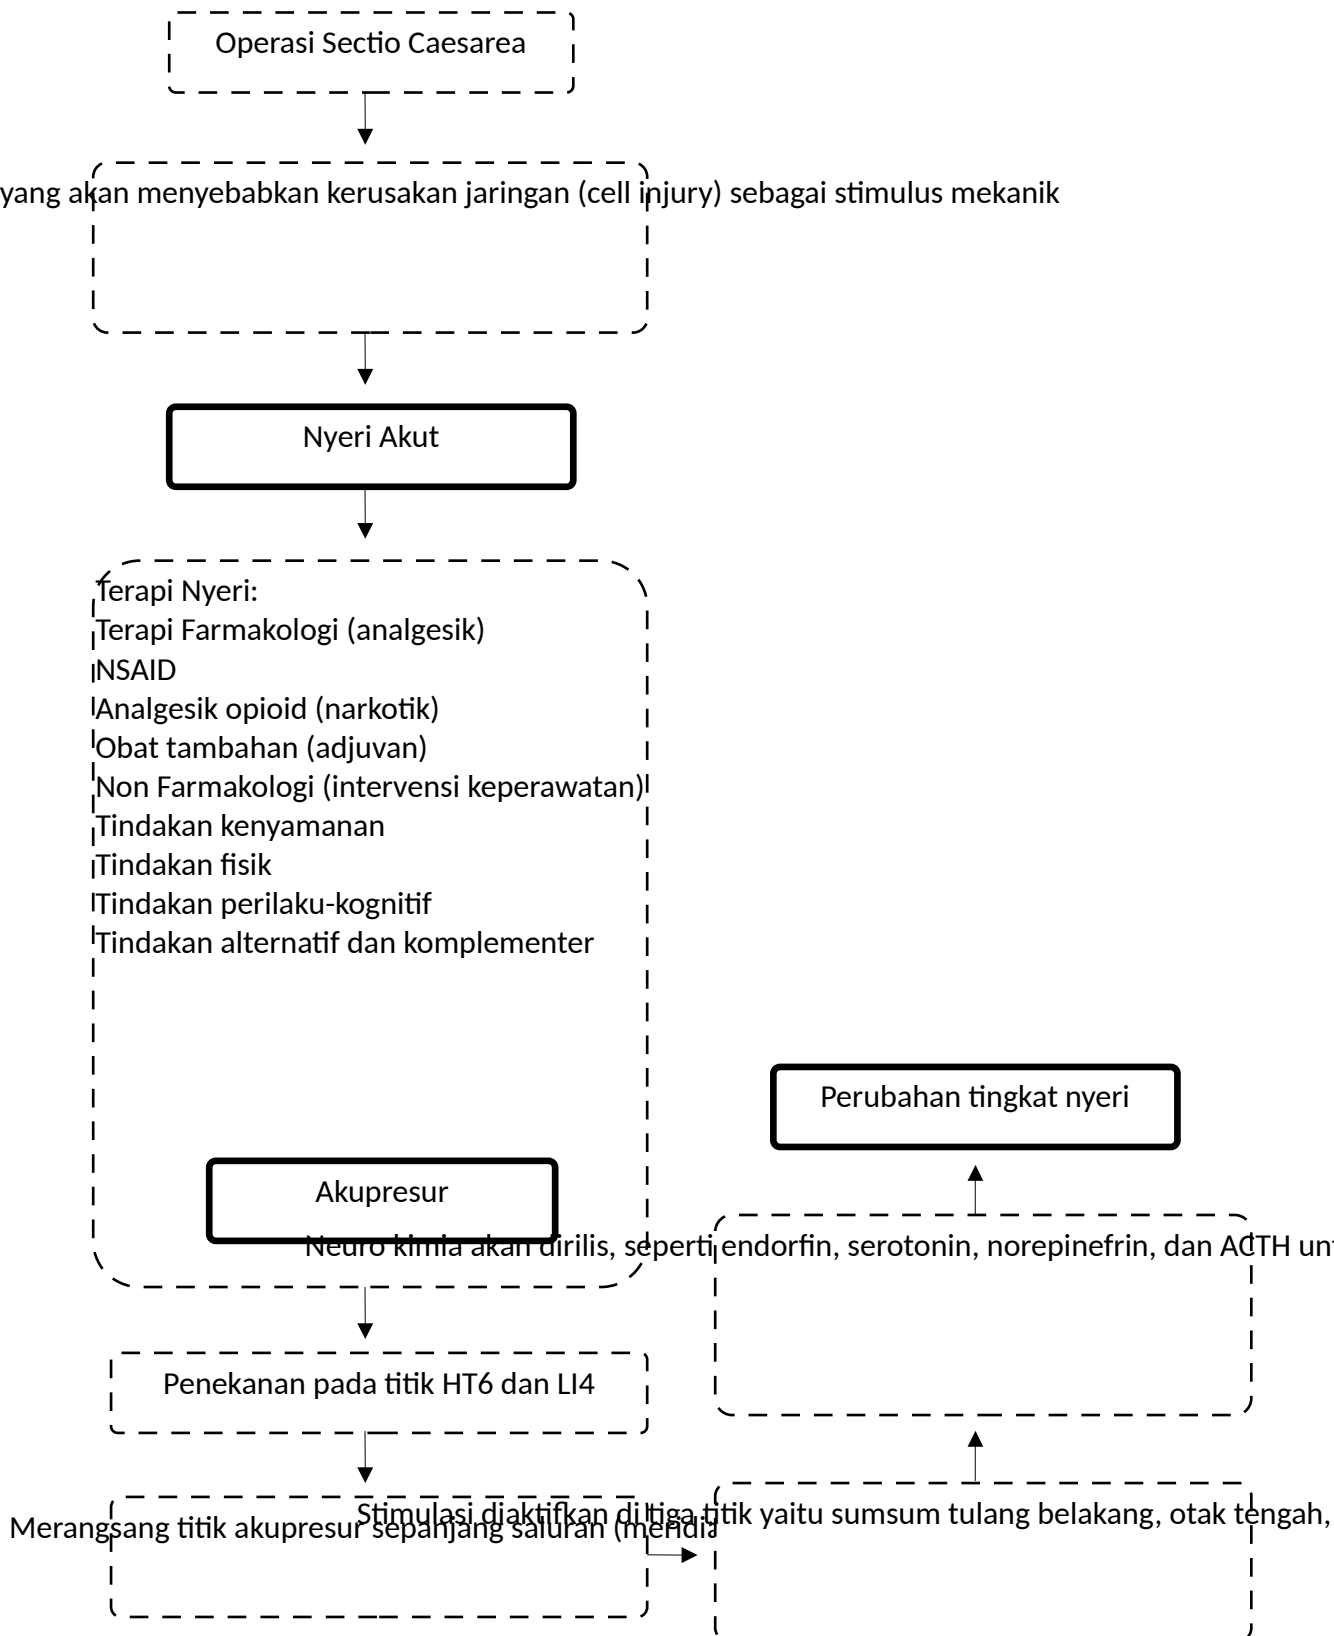 Operasi Sectio Caesarea
yang akan menyebabkan kerusakan jaringan (cell injury) sebagai stimulus mekanik
Nyeri Akut
Terapi Nyeri:
Terapi Farmakologi (analgesik)
NSAID
Analgesik opioid (narkotik)
Obat tambahan (adjuvan)
Non Farmakologi (intervensi keperawatan)
Tindakan kenyamanan
Tindakan fisik
Tindakan perilaku-kognitif
Tindakan alternatif dan komplementer
Akupresur
Penekanan pada titik HT6 dan LI4
Merangsang titik akupresur sepanjang saluran
Stimulasi diaktifkan di tiga titik yaitu sumsum tulang belakang, otak tengah,
Neuro kimia akan dirilis, seperti endorfin, serotonin, norepinefrin, dan ACTH
Perubahan tingkat nyeri